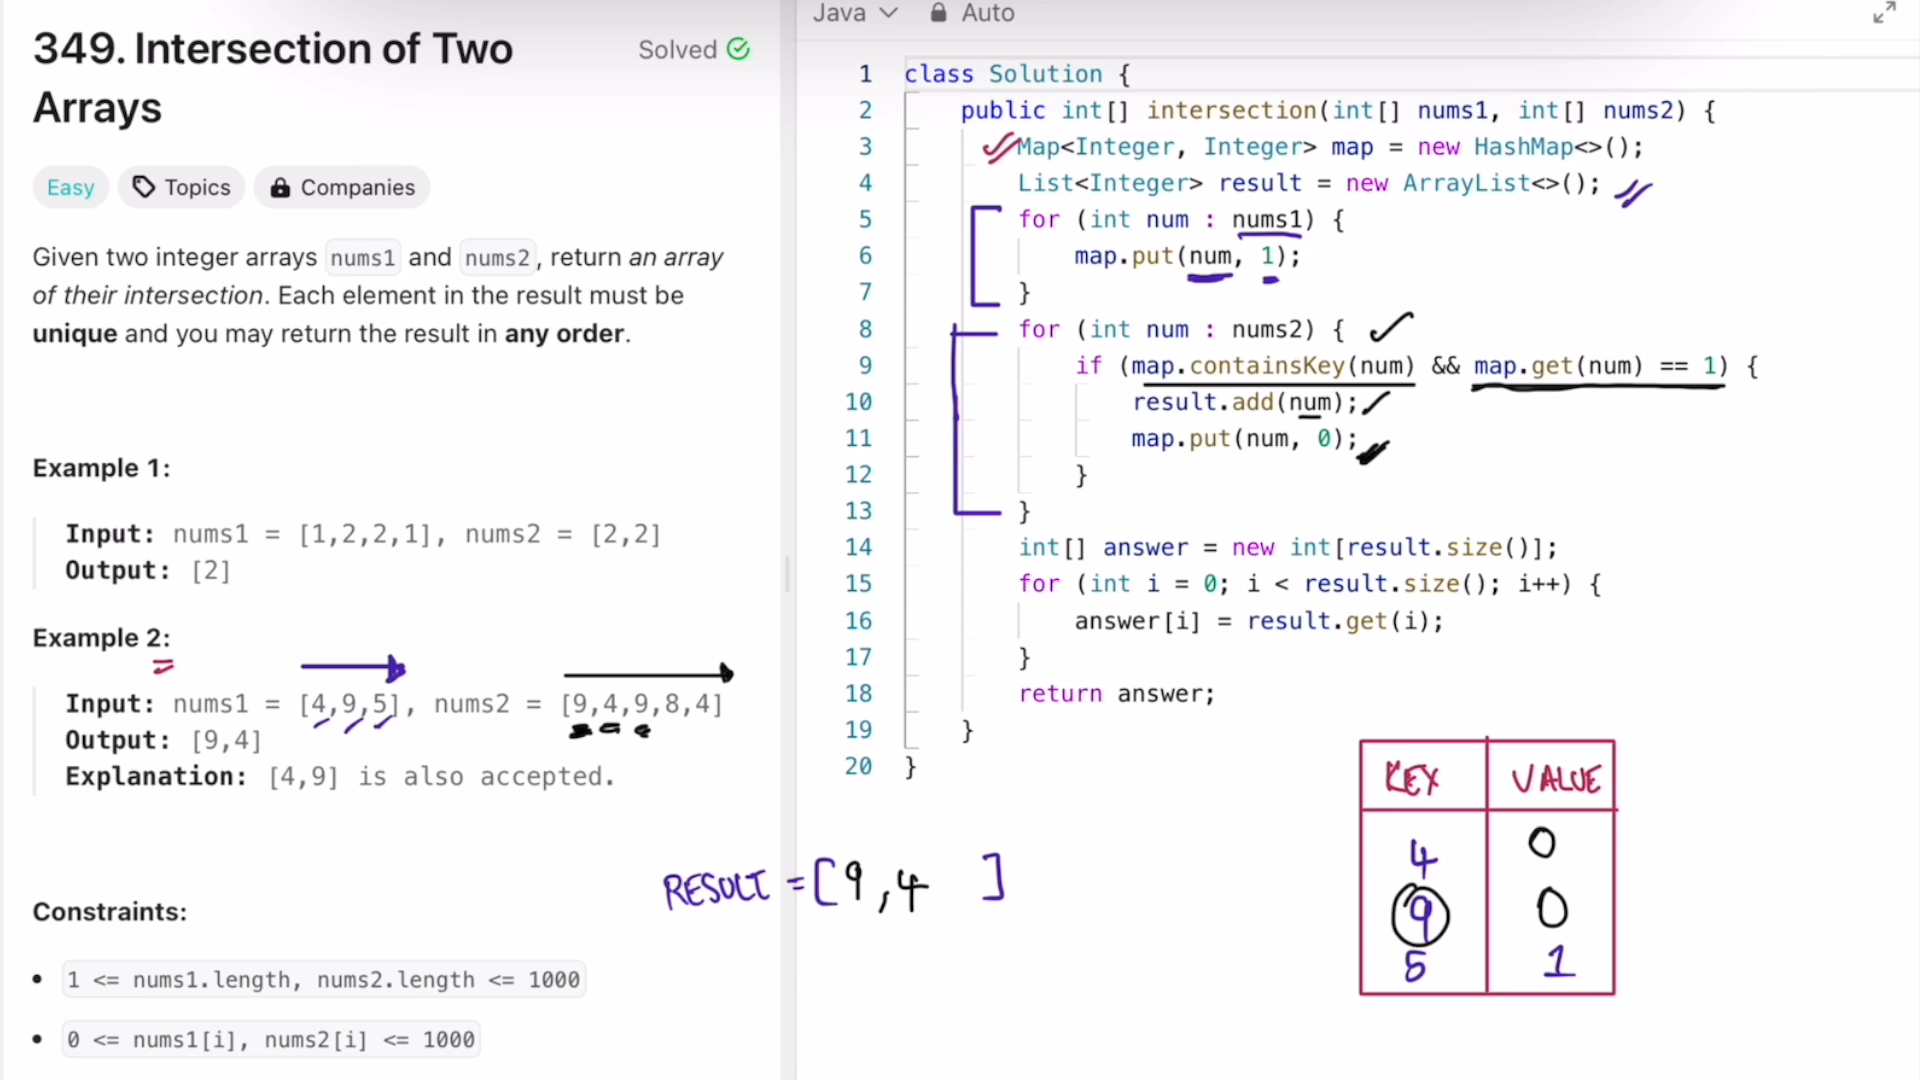 349. Intersection of Two
Arrays
Solved
Easy
Topics
Companies
Given two integer arrays nums1 and nums2, return an array
of their intersection. Each element in the result must be
unique and you may return the result in any order.
Example 1:
Input: nums1 = [1,2,2,1], nums2 = [2,2]
Output: [2]
Example 2:
Input: nums1 = [4,9,5], nums2 = [9,4,9,8,4]
Output: [9,4]
Explanation: [4,9] is also accepted.
Constraints:
• 1 <= nums1.length, nums2.length <= 1000
• 0 <= nums1[i], nums2[i] <= 1000
Java
Auto
1 class Solution {
2 public int[] intersection(int[] nums1, int[] nums2) {
3 Map<Integer, Integer> map = new HashMap<>();
4 List<Integer> result = new ArrayList<>();
5 for (int num : nums1) {
6 map.put(num, 1);
7 }
8 for (int num : nums2) {
9 if (map.containsKey(num) && map.get(num) == 1) {
10 result.add(num);
11 map.put(num, 0);
12 }
13 }
14 int[] answer = new int[result.size()];
15 for (int i = 0; i < result.size(); i++) {
16 answer[i] = result.get(i);
17 }
18 return answer;
19 }
20 }
RESULT = [9,4 ]
KEY VALUE
4 0
9 0
5 1